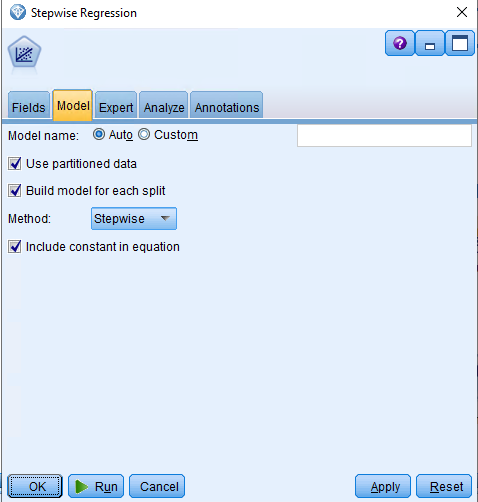 Stepwise Regression
?
Fields Model Expert Analyze Annotations
Model name: Auto Custom
Use partitioned data
Build model for each split
Method: Stepwise
Include constant in equation
OK Run Cancel Apply Reset